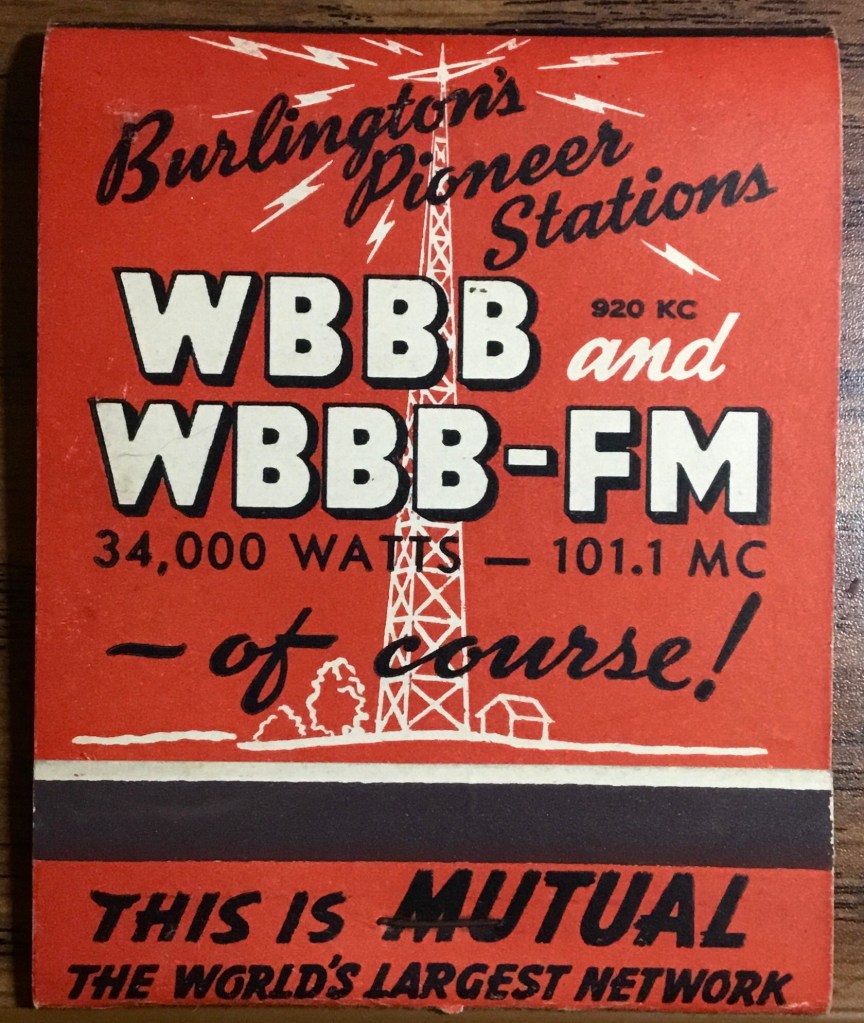 Burlington's
Pioneer
Stations
WBBB 920 KC and
WBBB-FM
34,000 WATTS — 101.1 MC
— of course!
THIS IS MUTUAL
THE WORLD'S LARGEST NETWORK